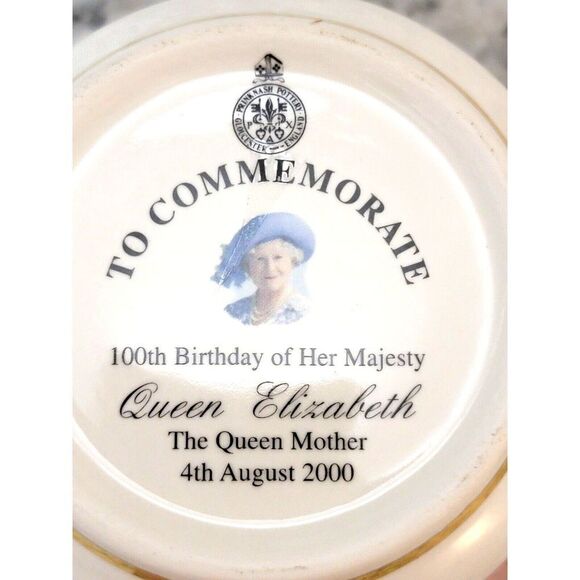 PRINKNASH POTTERY
P X
GLOUCESTER ENGLAND
TO COMMEMORATE
100th Birthday of Her Majesty
Queen Elizabeth
The Queen Mother
4th August 2000